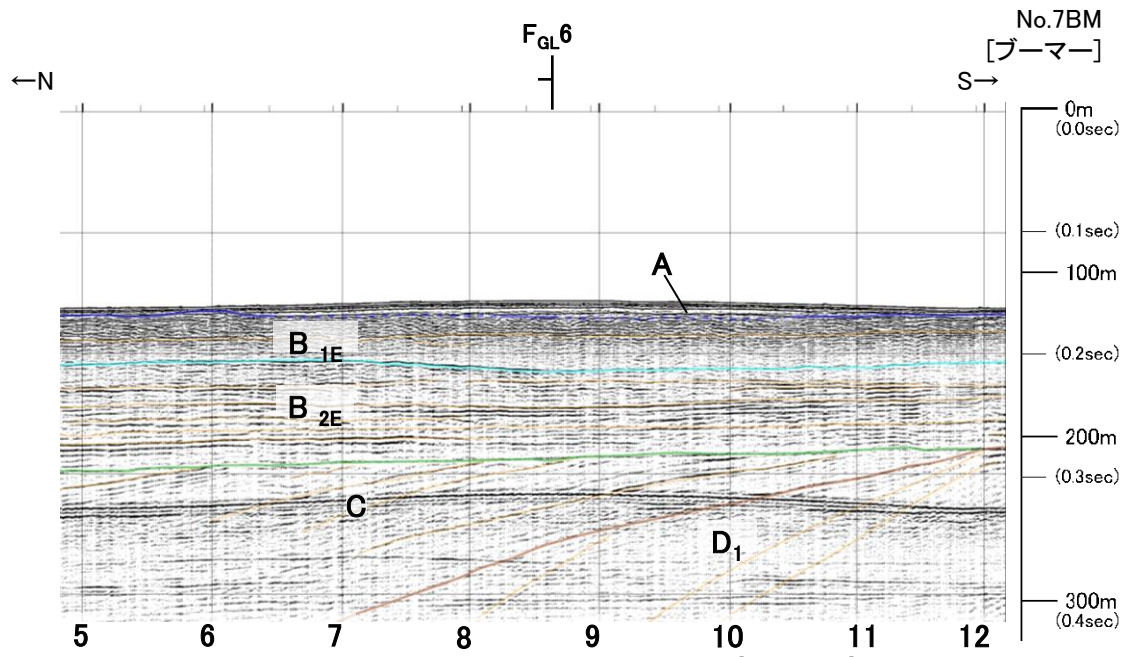 No.7BM
[ブーマー]
F_GL6
←N
S→
0m
(0.0sec)
(0.1sec)
100m
A
B 1E
(0.2sec)
B 2E
200m
(0.3sec)
C
D1
300m
(0.4sec)
5 6 7 8 9 10 11 12